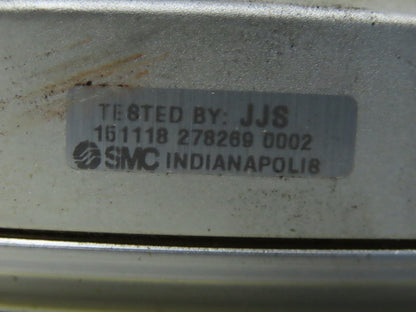 TESTED BY: JJS
151118 278269 0002
SMC INDIANAPOLIS